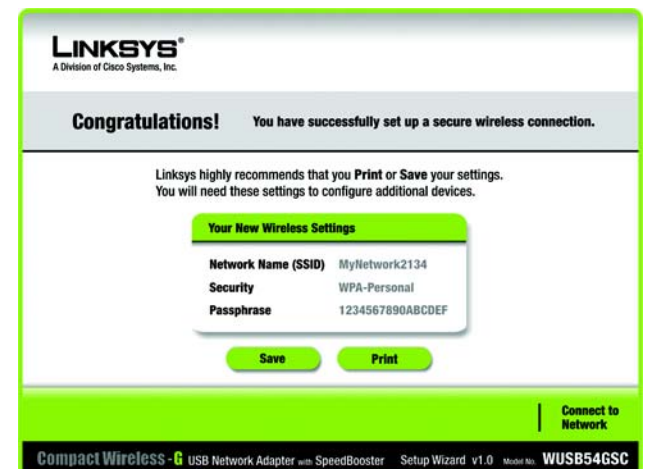 LINKSYS®
A Division of Cisco Systems, Inc.
Congratulations! You have successfully set up a secure wireless connection.
Linksys highly recommends that you Print or Save your settings.
You will need these settings to configure additional devices.
Your New Wireless Settings
Network Name (SSID) MyNetwork2134
Security WPA-Personal
Passphrase 1234567890ABCDEF
Save Print
Connect to
Network
Compact Wireless-G USB Network Adapter with SpeedBooster Setup Wizard v1.0 Model No. WUSB54GSC